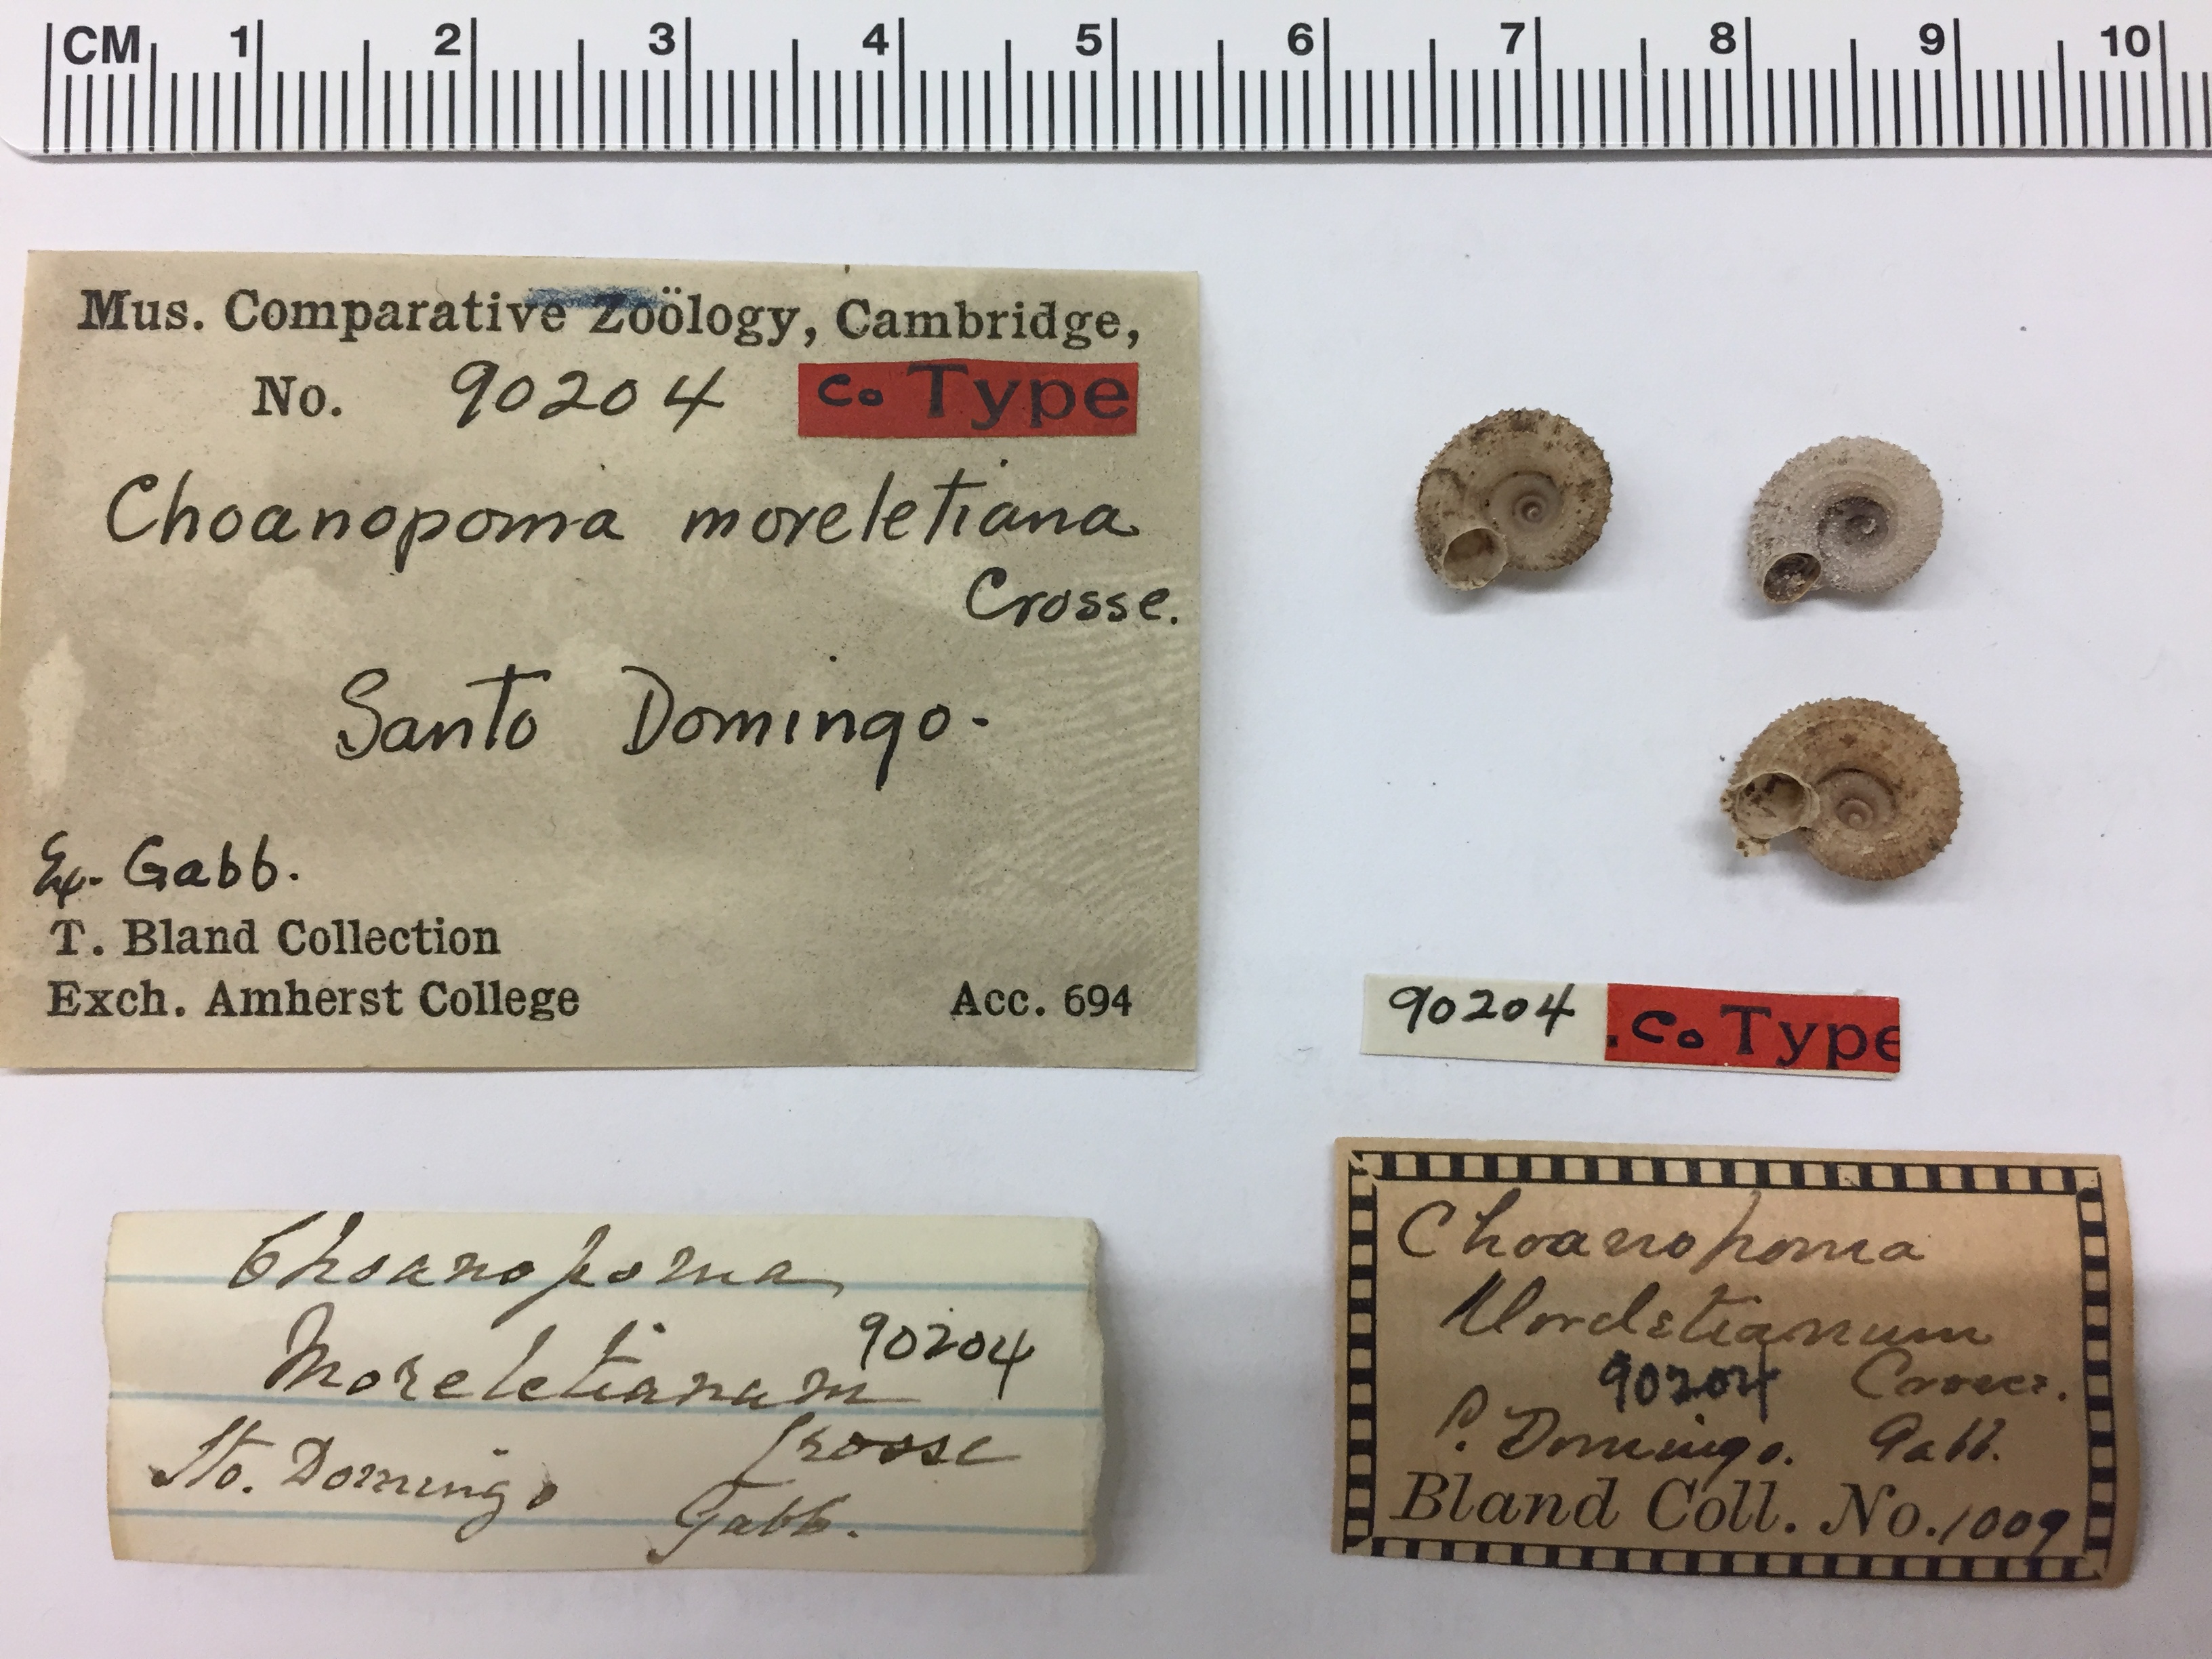 CM 1 2 3 4 5 6 7 8 9 10
Mus. Comparative Zoölogy, Cambridge,
No. 90204 Co Type
Choanopoma moreletiana
Crosse.
Santo Domingo.
Ex. Gabb.
T. Bland Collection
Exch. Amherst College Acc. 694
90204 .Co Type
Choanopoma
Moreletianum 90204
Crosse
Sto. Domingo
Gabb.
Choanopoma
Moreletianum
90204 Crosse.
S. Domingo. Gabb.
Bland Coll. No. 1009